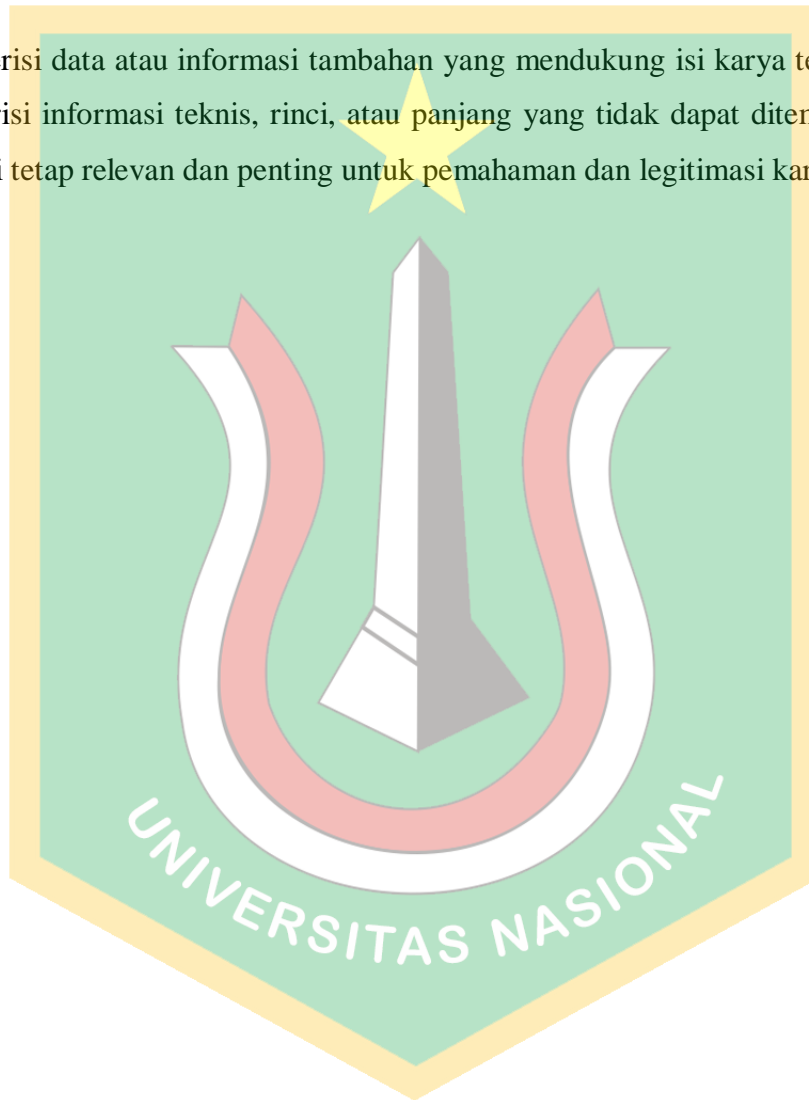 risi data atau informasi tambahan yang mendukung isi karya te
isi informasi teknis, rinci, atau panjang yang tidak dapat diten
i tetap relevan dan penting untuk pemahaman dan legitimasi kar
UNIVERSITAS NASIONAL